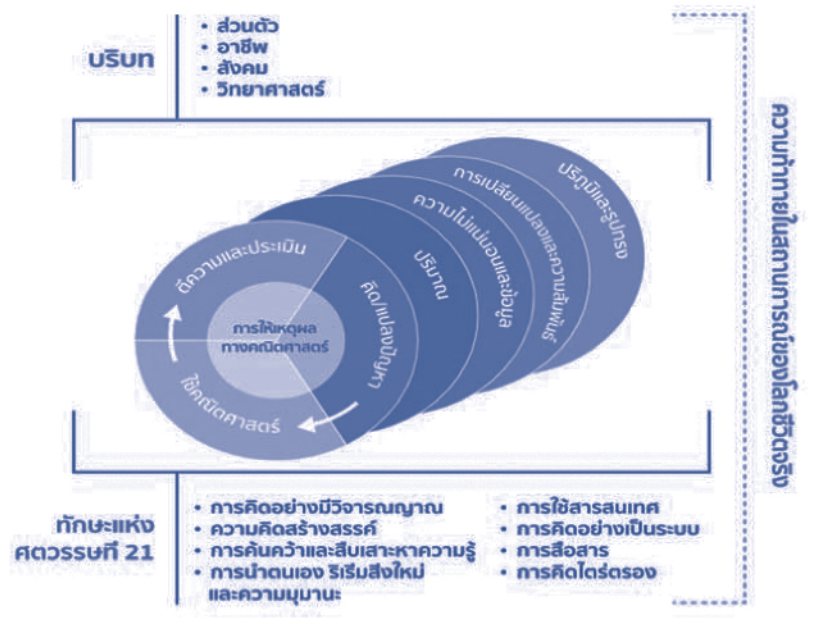 บริบท
• ส่วนตัว
• อาชีพ
• สังคม
• วิทยาศาสตร์
ความท้าทายในสถานการณ์ของโลกชีวิตจริง
ปริภูมิและรูปทรง
การเปลี่ยนแปลงและความสัมพันธ์
ความไม่แน่นอนและข้อมูล
ปริมาณ
คิด/แปลงปัญหา
ตีความและประเมิน
การให้เหตุผล
ทางคณิตศาสตร์
ใช้คณิตศาสตร์
ทักษะแห่ง
ศตวรรษที่ 21
• การคิดอย่างมีวิจารณญาณ
• ความคิดสร้างสรรค์
• การค้นคว้าและสืบเสาะหาความรู้
• การนำตนเอง ริเริ่มสิ่งใหม่
และความมุมานะ
• การใช้สารสนเทศ
• การคิดอย่างเป็นระบบ
• การสื่อสาร
• การคิดไตร่ตรอง